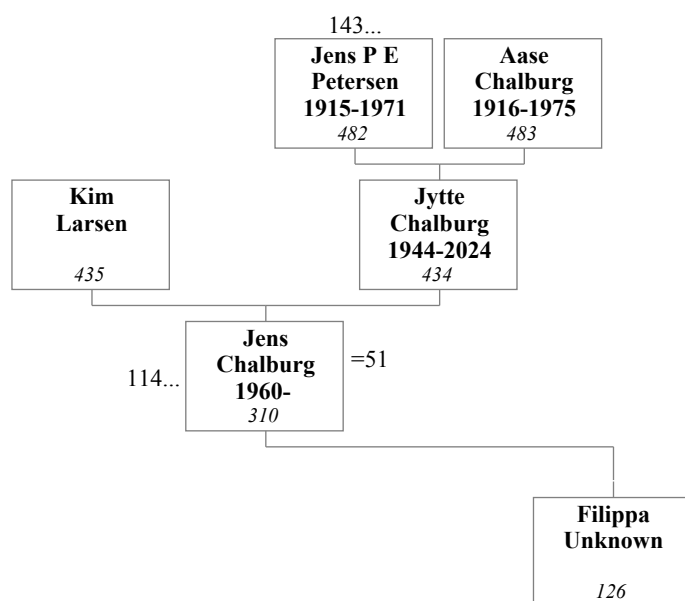 143...
Jens P E
Petersen
1915-1971
482
Aase
Chalburg
1916-1975
483
Kim
Larsen
435
Jytte
Chalburg
1944-2024
434
114...
Jens
Chalburg
1960-
310
=51
Filippa
Unknown
126